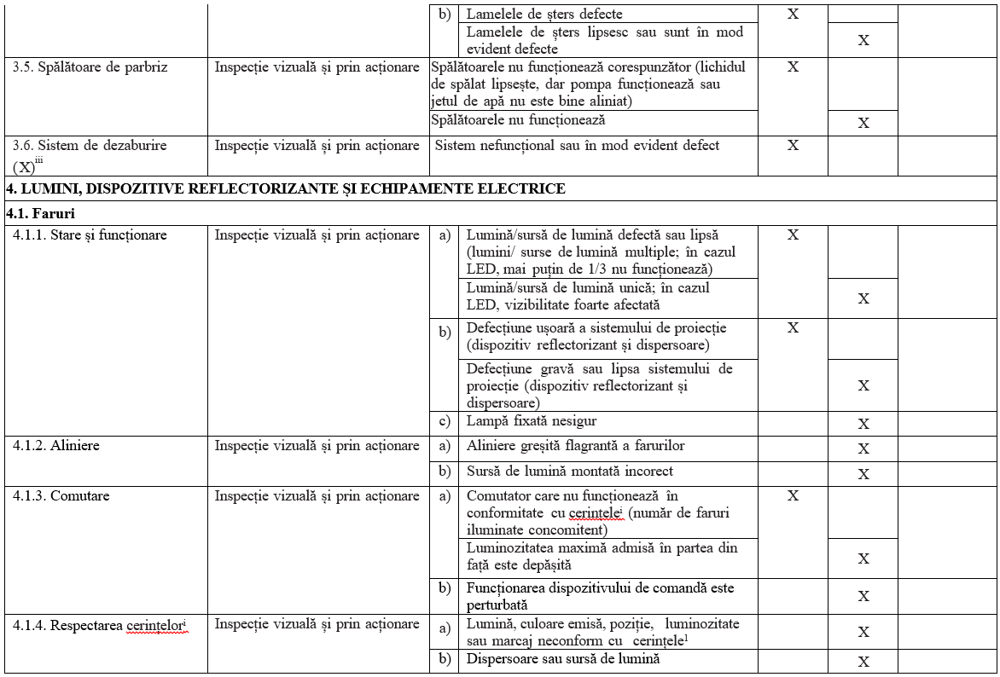 b) Lamelele de șters defecte X
Lamelele de șters lipsesc sau sunt în mod
evident defecte X
3.5. Spălătoare de parbriz Inspecție vizuală și prin acționare Spălătoarele nu funcționează corespunzător (lichidul X
de spălat lipsește, dar pompa funcționează sau
jetul de apă nu este bine aliniat)
Spălătoarele nu funcționează X
3.6. Sistem de dezaburire Inspecție vizuală și prin acționare Sistem nefuncțional sau în mod evident defect X
(X)iii
4. LUMINI, DISPOZITIVE REFLECTORIZANTE ȘI ECHIPAMENTE ELECTRICE
4.1. Faruri
4.1.1. Stare și funcționare Inspecție vizuală și prin acționare a) Lumină/sursă de lumină defectă sau lipsă X
(lumini/ surse de lumină multiple; în cazul
LED, mai puțin de 1/3 nu funcționează)
Lumină/sursă de lumină unică; în cazul
LED, vizibilitate foarte afectată X
b) Defecțiune ușoară a sistemului de proiecție X
(dispozitiv reflectorizant și dispersoare)
Defecțiune gravă sau lipsa sistemului de
proiecție (dispozitiv reflectorizant și X
dispersoare)
c) Lampă fixată nesigur X
4.1.2. Aliniere Inspecție vizuală și prin acționare a) Aliniere greșită flagrantă a farurilor X
b) Sursă de lumină montată incorect X
4.1.3. Comutare Inspecție vizuală și prin acționare a) Comutator care nu funcționează în X
conformitate cu cerințelei (număr de faruri
iluminate concomitent)
Luminozitatea maximă admisă în partea din
față este depășită X
b) Funcționarea dispozitivului de comandă este
perturbată X
4.1.4. Respectarea cerințelori Inspecție vizuală și prin acționare a) Lumină, culoare emisă, poziție, luminozitate
sau marcaj neconform cu cerințele1 X
b) Dispersoare sau sursă de lumină X